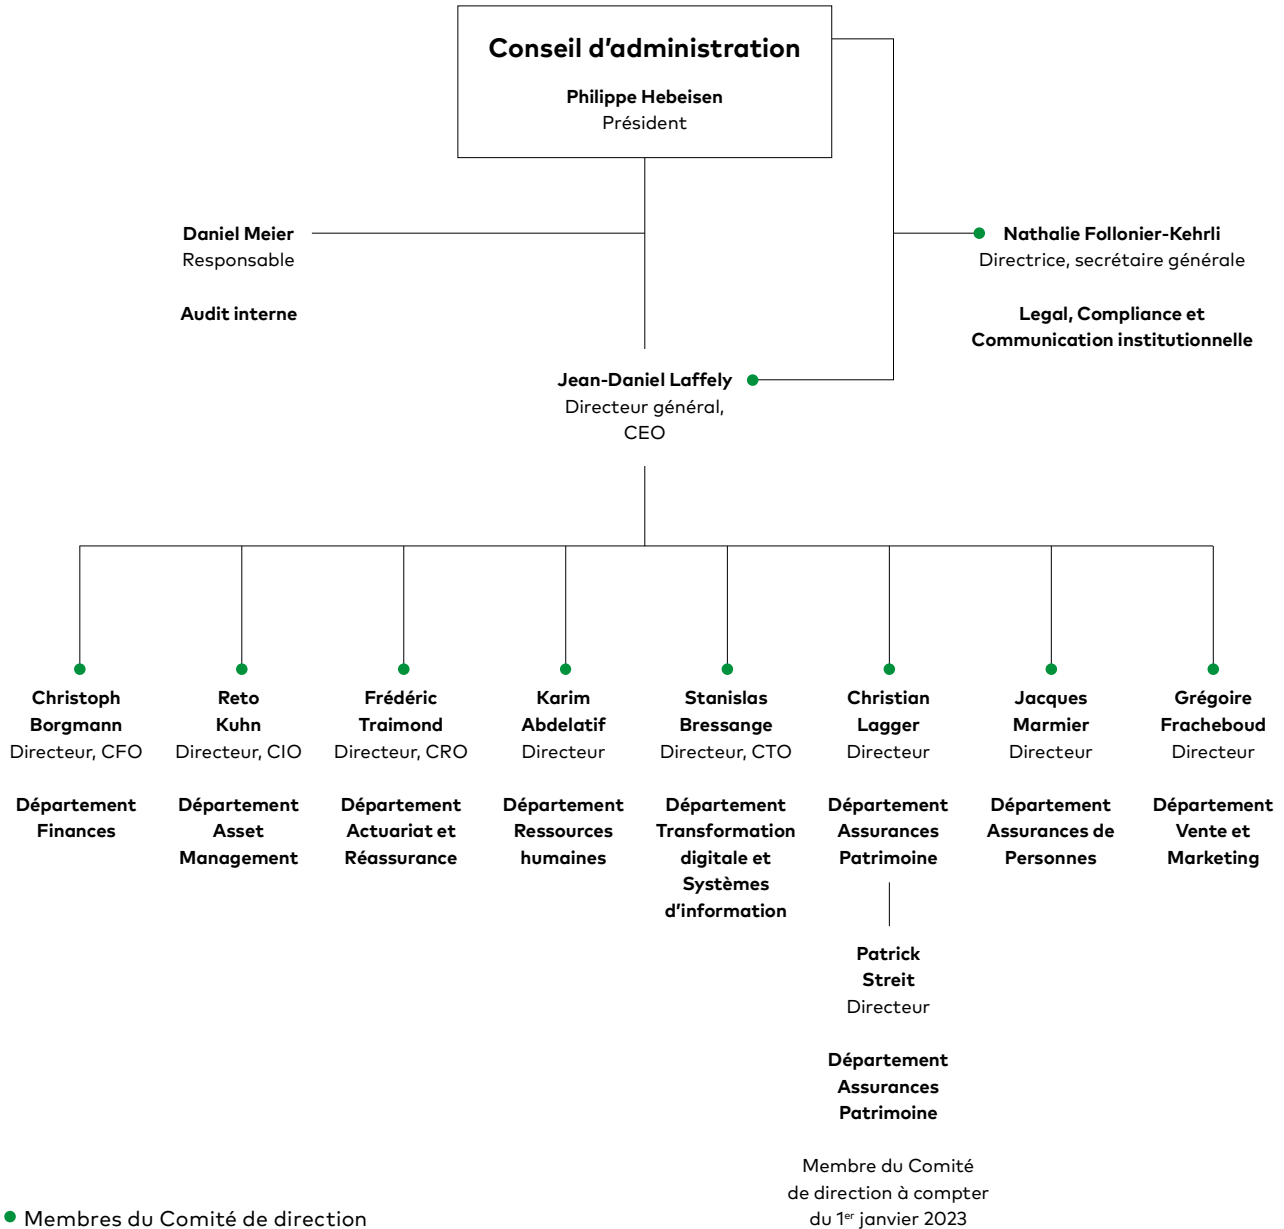 Conseil d'administration
Philippe Hebeisen
Président
Daniel Meier
Responsable
Audit interne
Nathalie Follonier-Kehrli
Directrice, secrétaire générale
Legal, Compliance et
Communication institutionnelle
Jean-Daniel Laffely
Directeur général,
CEO
Christoph
Borgmann
Directeur, CFO
Département
Finances
Reto
Kuhn
Directeur, CIO
Département
Asset
Management
Frédéric
Traimond
Directeur, CRO
Département
Actuariat et
Réassurance
Karim
Abdelatif
Directeur
Département
Ressources
humaines
Stanislas
Bressange
Directeur, CTO
Département
Transformation
digitale et
Systèmes
d'information
Christian
Lagger
Directeur
Département
Assurances
Patrimoine
Patrick
Streit
Directeur
Département
Assurances
Patrimoine
Membre du Comité
de direction à compter
du 1er janvier 2023
Jacques
Marmier
Directeur
Département
Assurances de
Personnes
Grégoire
Fracheboud
Directeur
Département
Vente et
Marketing
Membres du Comité de direction